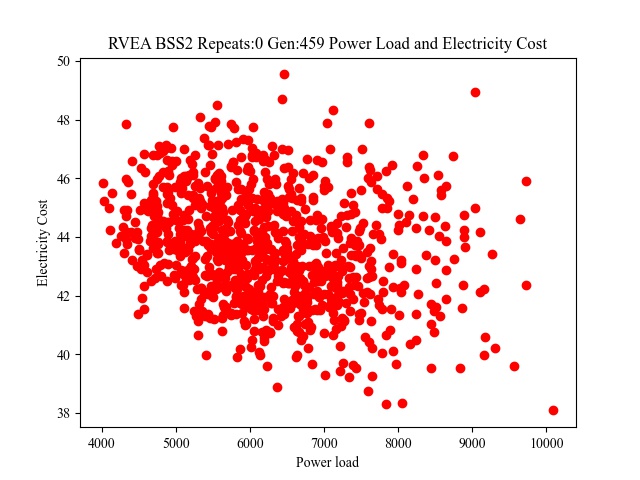 RVEA BSS2 Repeats:0 Gen:459 Power Load and Electricity Cost
50
48
46
44
42
40
38
Electricity Cost
4000 5000 6000 7000 8000 9000 10000
Power load